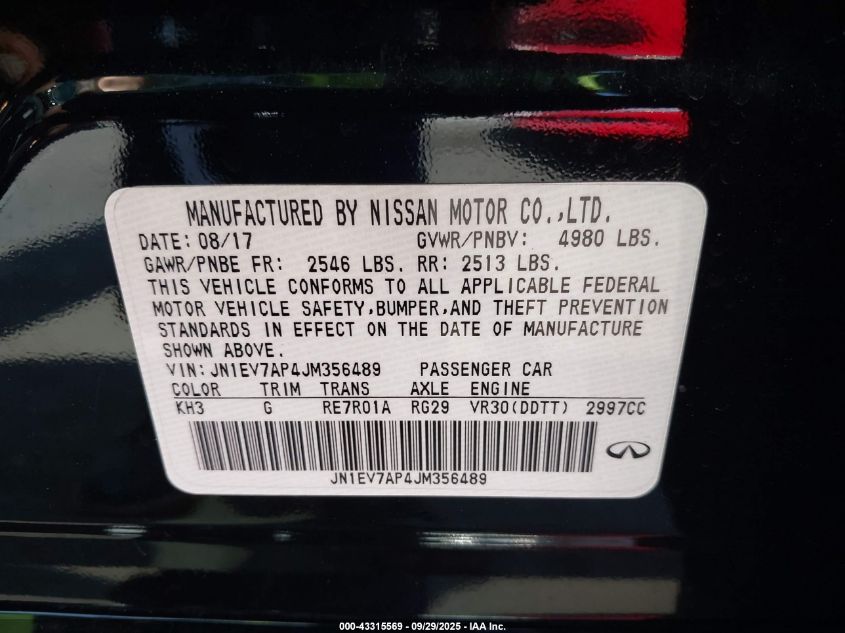 MANUFACTURED BY NISSAN MOTOR CO.,LTD.
DATE: 08/17 GVWR/PNBV: 4980 LBS.
GAWR/PNBE FR: 2546 LBS. RR: 2513 LBS.
THIS VEHICLE CONFORMS TO ALL APPLICABLE FEDERAL
MOTOR VEHICLE SAFETY,BUMPER,AND THEFT PREVENTION
STANDARDS IN EFFECT ON THE DATE OF MANUFACTURE
SHOWN ABOVE.
VIN: JN1EV7AP4JM356489 PASSENGER CAR
COLOR TRIM TRANS AXLE ENGINE
KH3 G RE7R01A RG29 VR30(DDTT) 2997CC
JN1EV7AP4JM356489
000-43315569 - 09/29/2025 - IAA Inc.